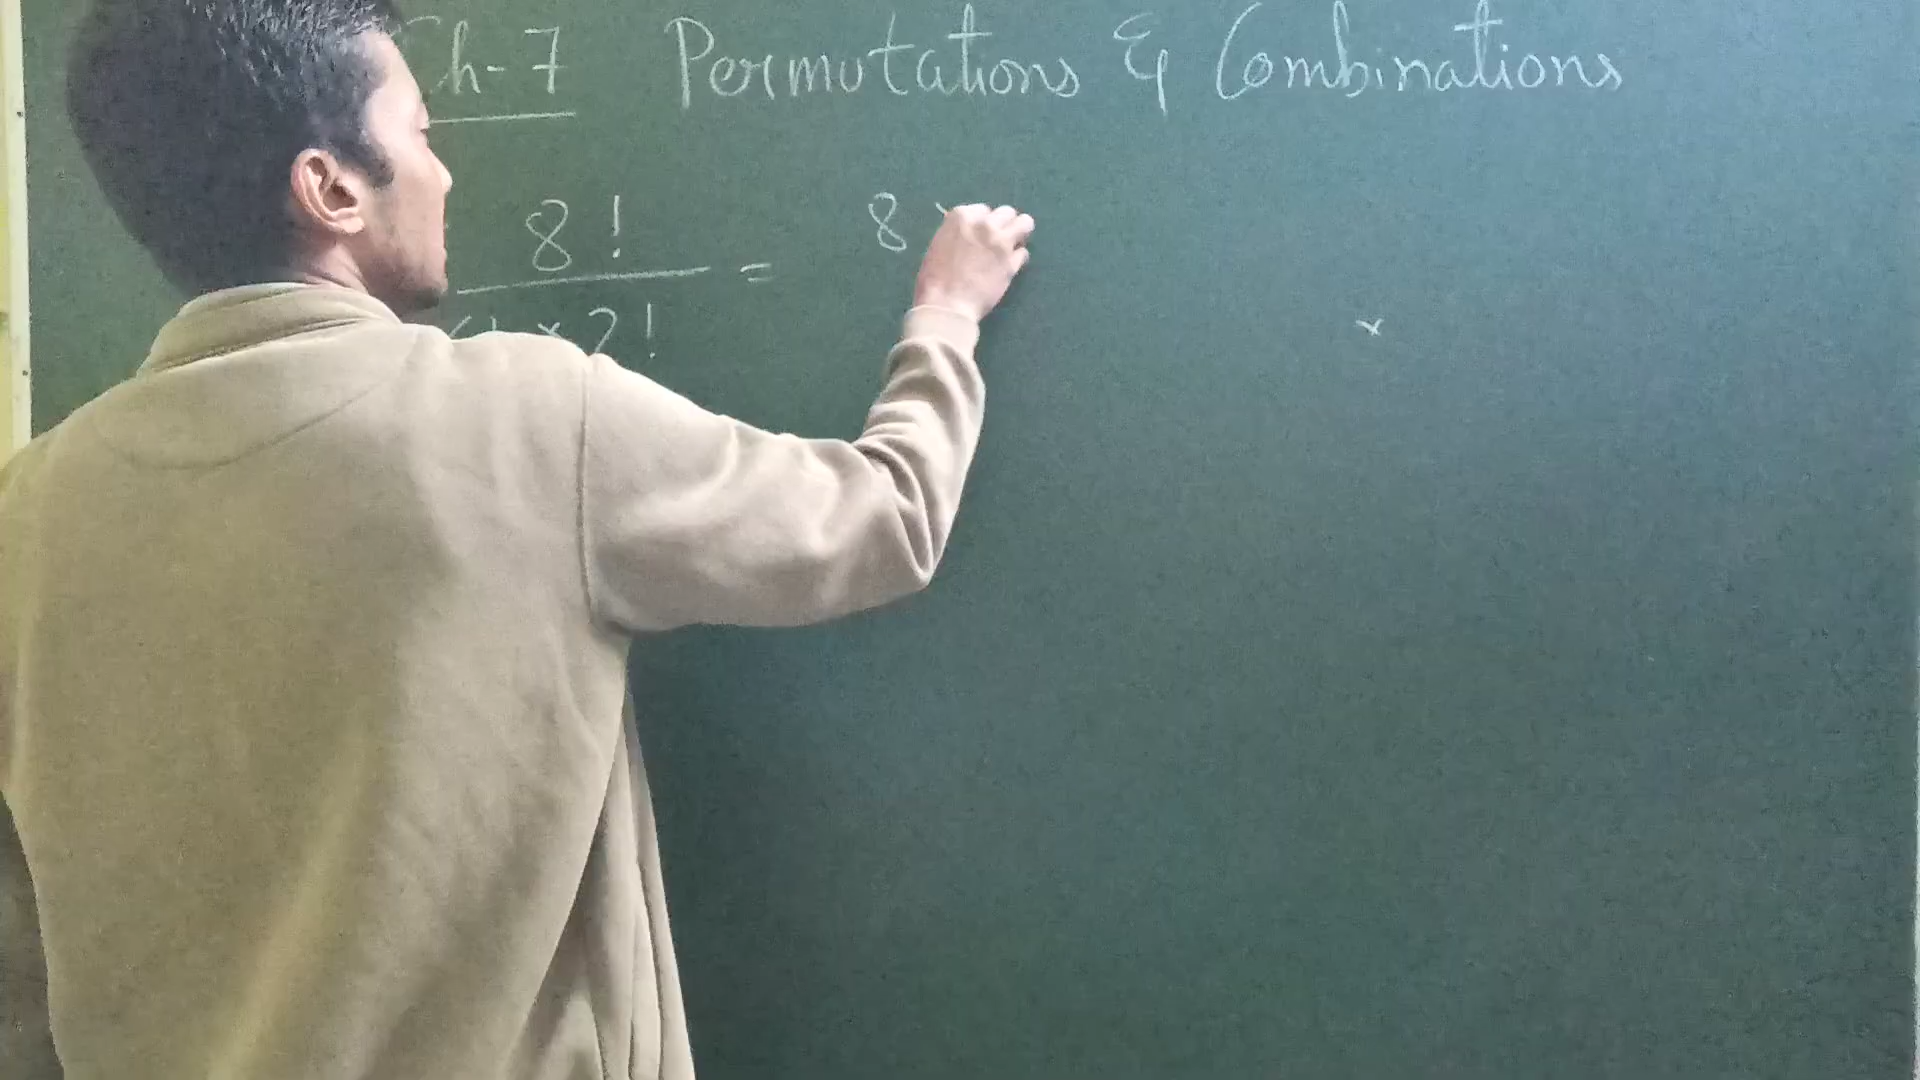 Ch-7 Permutations & Combinations
8! = 8 ×
× 2!